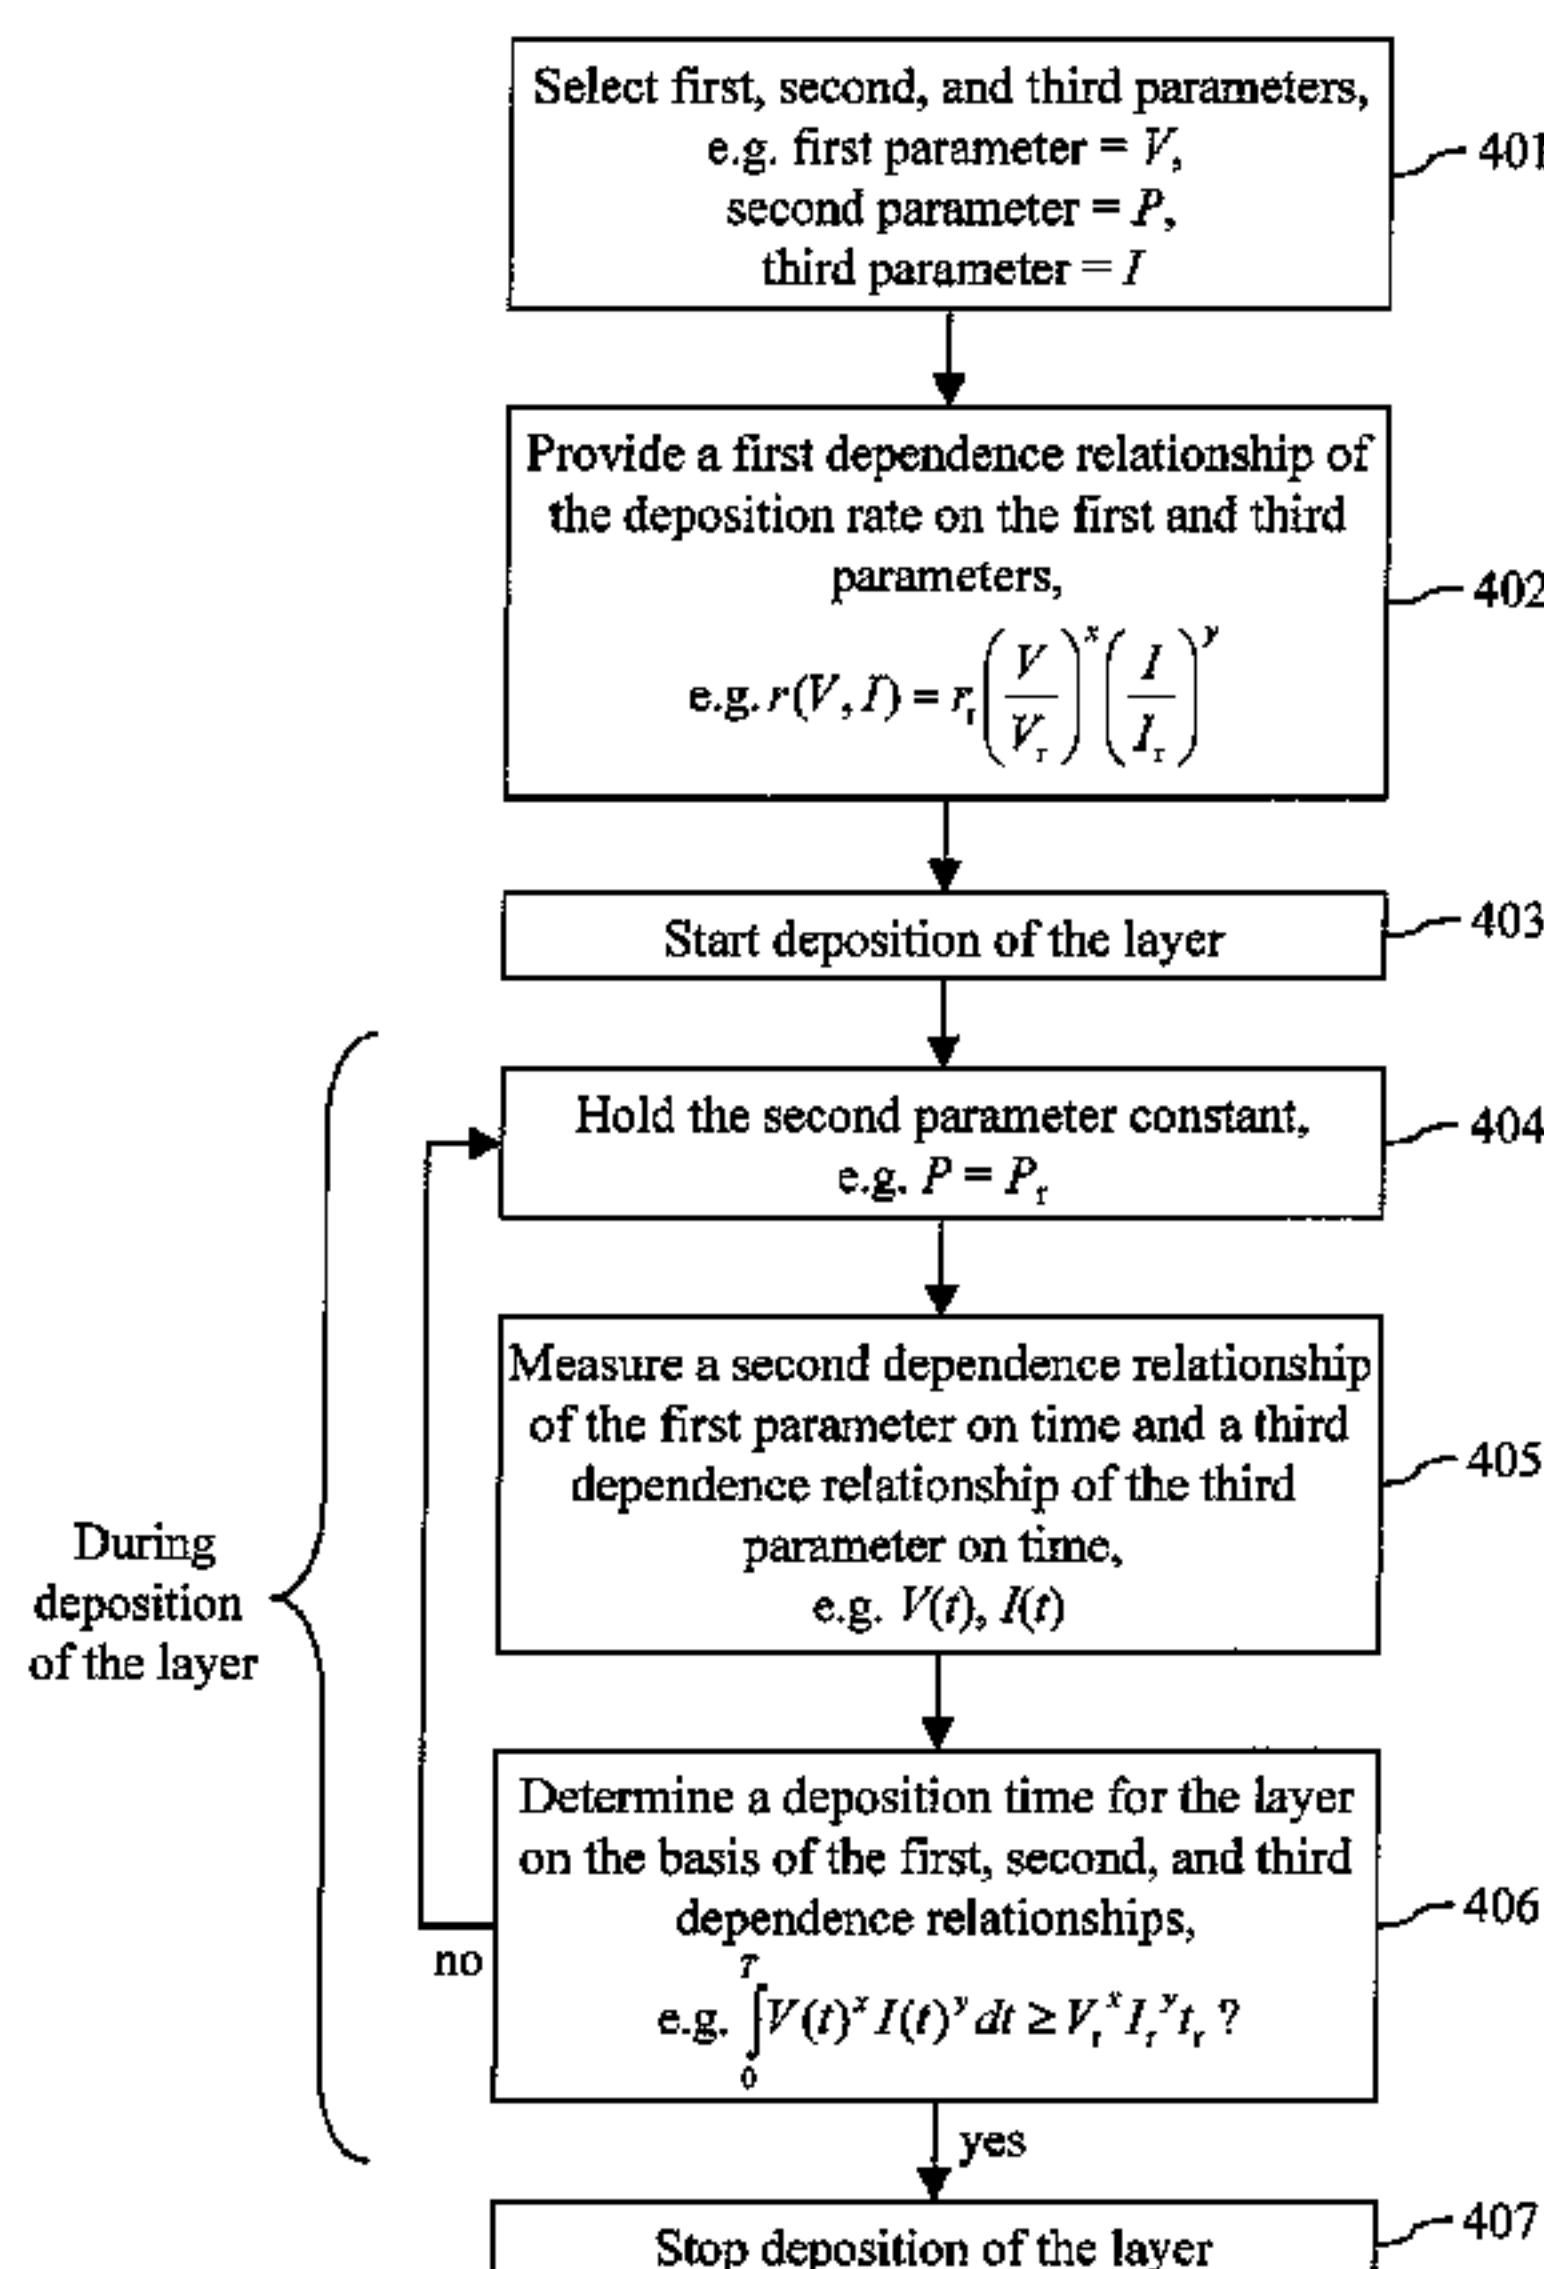 Select first, second, and third parameters,
e.g. first parameter = V,
second parameter = P,
third parameter = I
401
Provide a first dependence relationship of
the deposition rate on the first and third
parameters,
e.g. r(V, I) = r_r (V/V_r)^x (I/I_r)^y
402
Start deposition of the layer
403
Hold the second parameter constant,
e.g. P = P_r
404
Measure a second dependence relationship
of the first parameter on time and a third
dependence relationship of the third
parameter on time,
e.g. V(t), I(t)
405
During
deposition
of the layer
Determine a deposition time for the layer
on the basis of the first, second, and third
dependence relationships,
e.g. ∫_0^T V(t)^x I(t)^y dt ≥ V_r^x I_r^y t_r ?
406
no
yes
Stop deposition of the layer
407